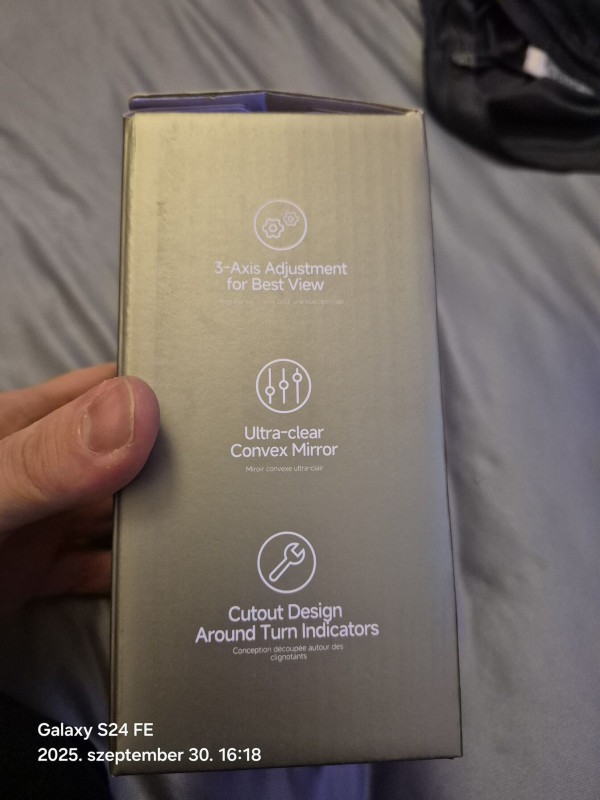 3-Axis Adjustment
for Best View
Ultra-clear
Convex Mirror
Miroir convexe ultra-clair
Cutout Design
Around Turn Indicators
Conception découpée autour des
clignotants
Galaxy S24 FE
2025. szeptember 30. 16:18